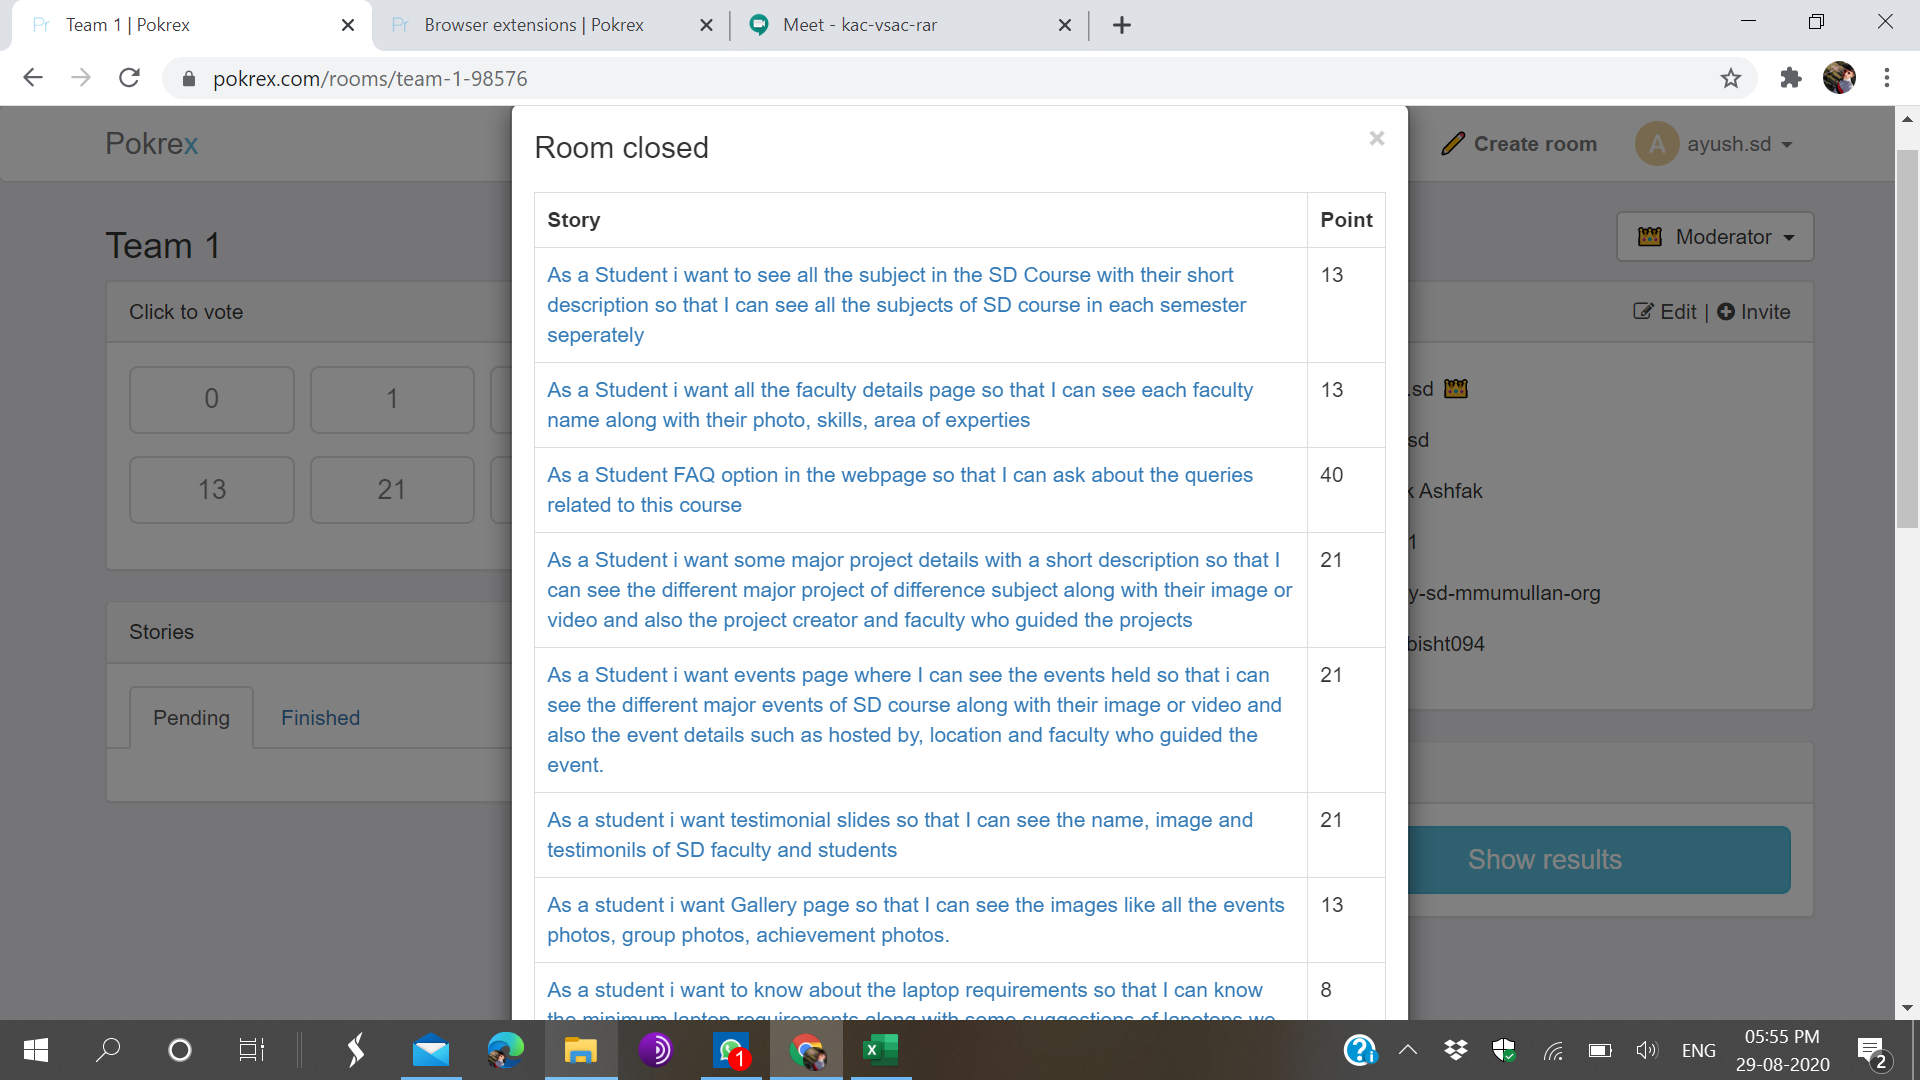 Team 1 | Pokrex
Browser extensions | Pokrex
Meet - kac-vsac-rar
pokrex.com/rooms/team-1-98576
Pokrex
Create room
A
ayush.sd
Team 1
Moderator
Click to vote
Edit | Invite
0
1
13
21
.sd
sd
k Ashfak
1
y-sd-mmumullan-org
bisht094
Stories
Pending
Finished
Show results
Room closed
×
Story
Point
As a Student i want to see all the subject in the SD Course with their short
description so that I can see all the subjects of SD course in each semester
seperately
13
As a Student i want all the faculty details page so that I can see each faculty
name along with their photo, skills, area of experties
13
As a Student FAQ option in the webpage so that I can ask about the queries
related to this course
40
As a Student i want some major project details with a short description so that I
can see the different major project of difference subject along with their image or
video and also the project creator and faculty who guided the projects
21
As a Student i want events page where I can see the events held so that i can
see the different major events of SD course along with their image or video and
also the event details such as hosted by, location and faculty who guided the
event.
21
As a student i want testimonial slides so that I can see the name, image and
testimonils of SD faculty and students
21
As a student i want Gallery page so that I can see the images like all the events
photos, group photos, achievement photos.
13
As a student i want to know about the laptop requirements so that I can know
the minimum laptop requirements along with some suggestions of lapotops we
8
1
ENG
05:55 PM
29-08-2020
2